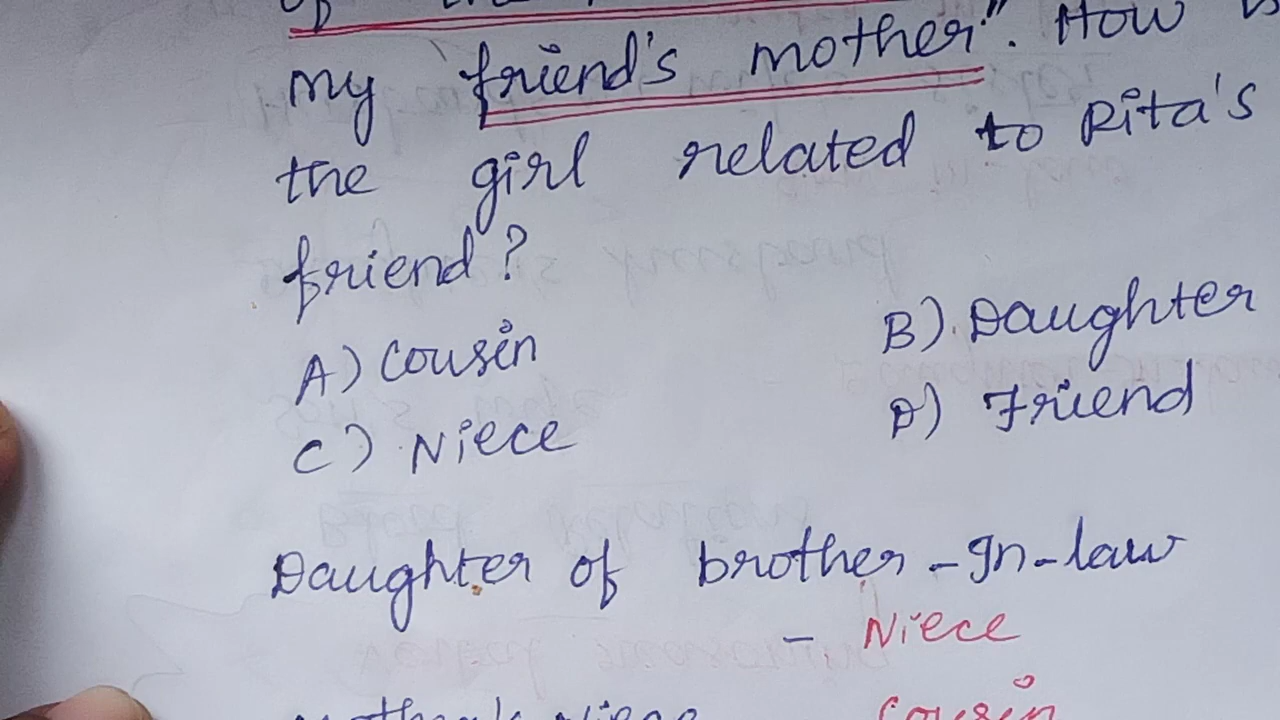 my friend's mother". How is
the girl related to Rita's
friend?
A) Cousin
B) Daughter
C) Niece
D) Friend
Daughter of brother-In-law
- Niece
Cousin